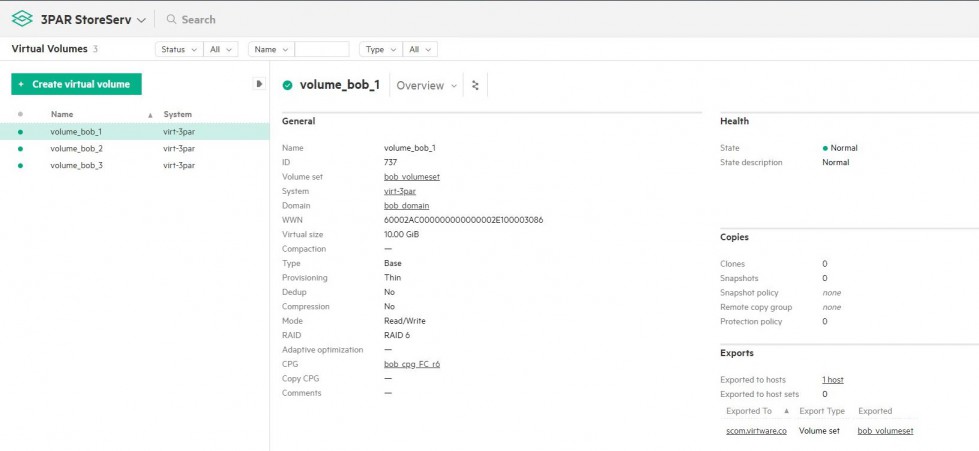 3PAR StoreServ Search
Virtual Volumes 3 Status All Name Type All
+ Create virtual volume
Name System
volume_bob_1 virt-3par
volume_bob_2 virt-3par
volume_bob_3 virt-3par
volume_bob_1 Overview
General
Name volume_bob_1
ID 737
Volume set bob_volumeset
System virt-3par
Domain bob_domain
WWN 60002AC000000000000002E100003086
Virtual size 10.00 GiB
Compaction —
Type Base
Provisioning Thin
Dedup No
Compression No
Mode Read/Write
RAID RAID 6
Adaptive optimization —
CPG bob_cpg_FC_r6
Copy CPG —
Comments —
Health
State Normal
State description Normal
Copies
Clones 0
Snapshots 0
Snapshot policy none
Remote copy group none
Protection policy 0
Exports
Exported to hosts 1 host
Exported to host sets 0
Exported To Export Type Exported
scom.virtware.co Volume set bob_volumeset